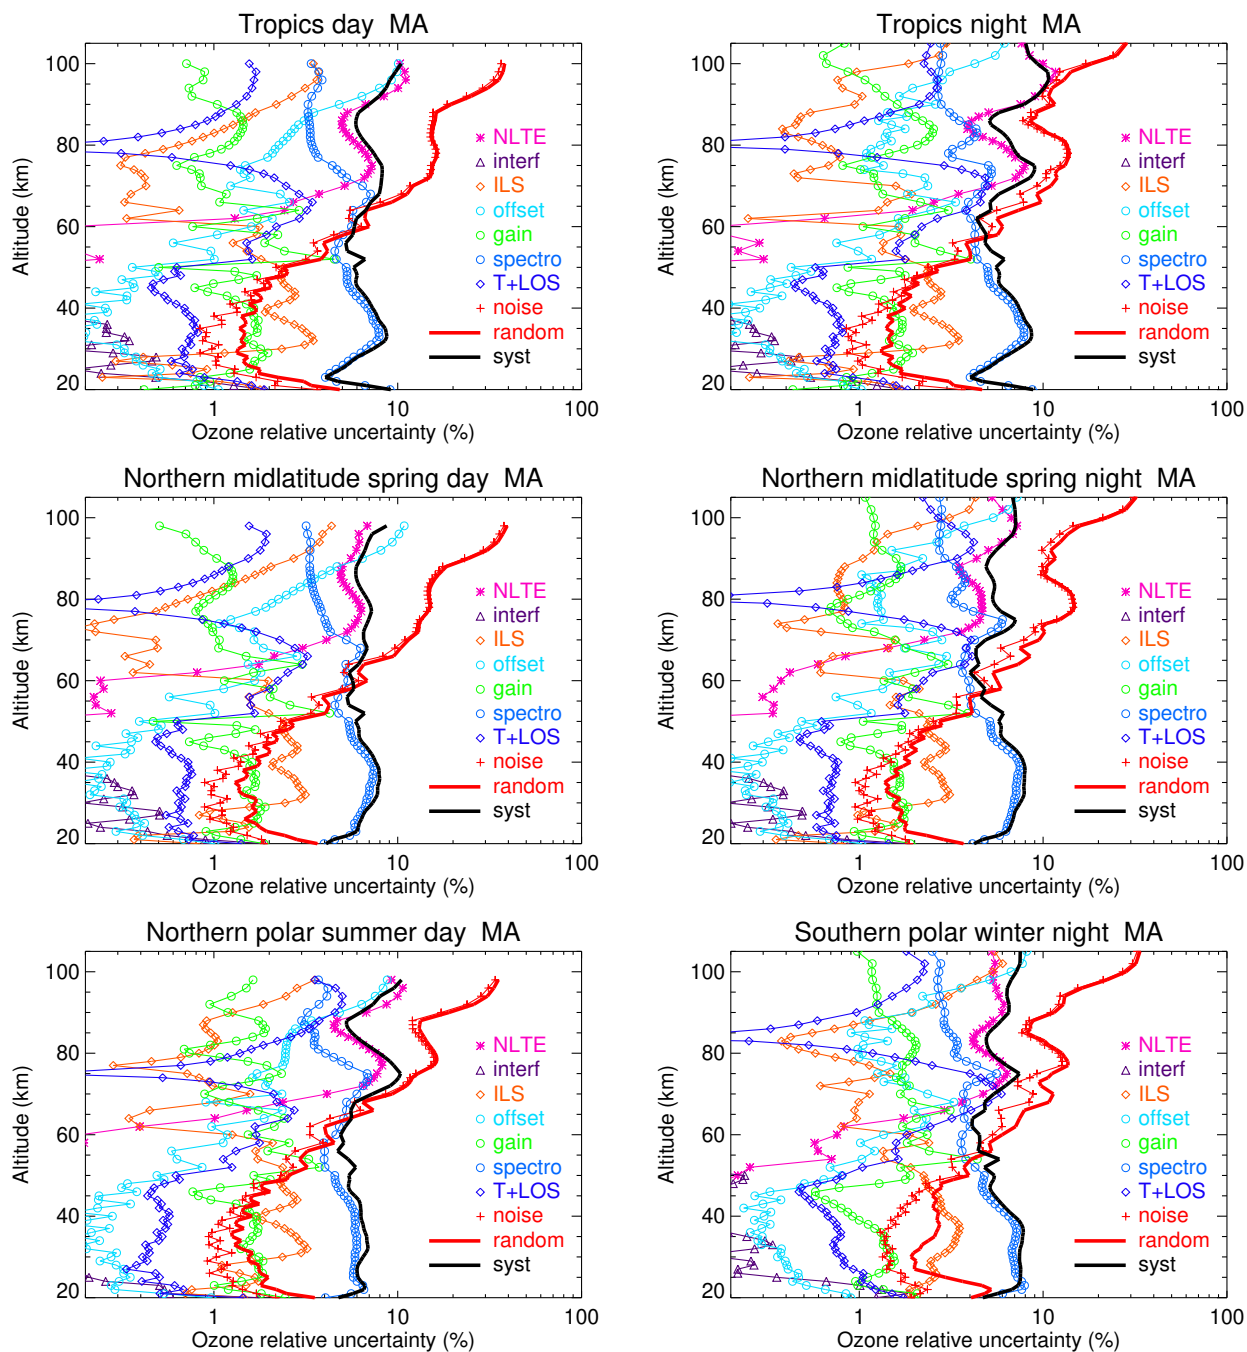 Tropics day MA
Altitude (km)
100
80
60
40
20
NLTE
interf
ILS
offset
gain
spectro
T+LOS
noise
random
syst
1 10 100
Ozone relative uncertainty (%)
Tropics night MA
Altitude (km)
100
80
60
40
20
NLTE
interf
ILS
offset
gain
spectro
T+LOS
noise
random
syst
1 10 100
Ozone relative uncertainty (%)
Northern midlatitude spring day MA
Altitude (km)
100
80
60
40
20
NLTE
interf
ILS
offset
gain
spectro
T+LOS
noise
random
syst
1 10 100
Ozone relative uncertainty (%)
Northern midlatitude spring night MA
Altitude (km)
100
80
60
40
20
NLTE
interf
ILS
offset
gain
spectro
T+LOS
noise
random
syst
1 10 100
Ozone relative uncertainty (%)
Northern polar summer day MA
Altitude (km)
100
80
60
40
20
NLTE
interf
ILS
offset
gain
spectro
T+LOS
noise
random
syst
1 10 100
Ozone relative uncertainty (%)
Southern polar winter night MA
Altitude (km)
100
80
60
40
20
NLTE
interf
ILS
offset
gain
spectro
T+LOS
noise
random
syst
1 10 100
Ozone relative uncertainty (%)